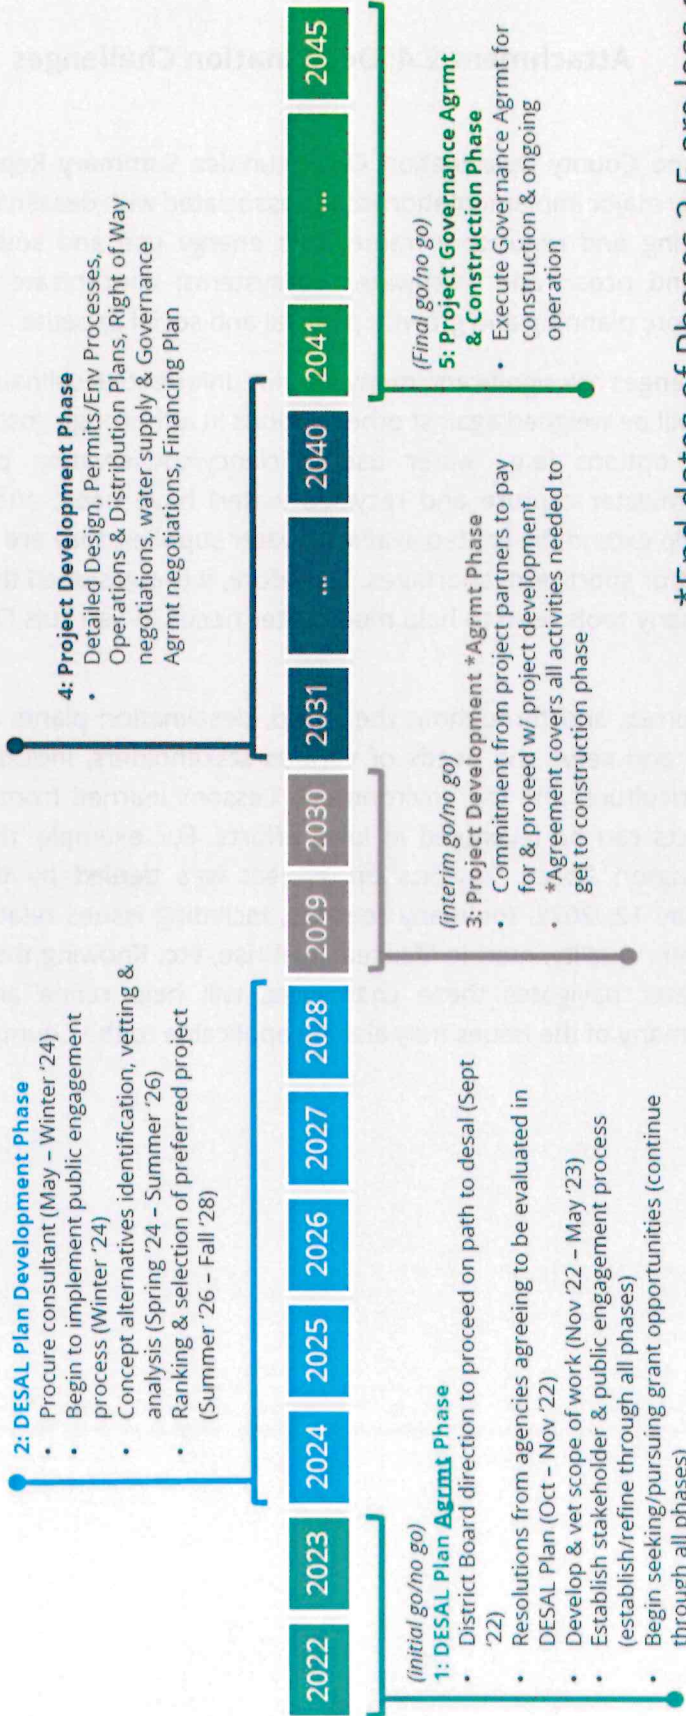 2: DESAL Plan Development Phase
• Procure consultant (May – Winter ’24)
• Begin to implement public engagement
process (Winter ’24)
• Concept alternatives identification, vetting &
analysis (Spring ’24 – Summer ’26)
• Ranking & selection of preferred project
(Summer ’26 – Fall ’28)
4: Project Development Phase
• Detailed Design, Permits/Env Processes,
Operations & Distribution Plans, Right of Way
negotiations, water supply & Governance
Agrmt negotiations, Financing Plan
2022
2023
2024
2025
2026
2027
2028
2029
2030
2031
...
2040
2041
...
2045
(initial go/no go)
1: DESAL Plan Agrmt Phase
• District Board direction to proceed on path to desal (Sept
’22)
• Resolutions from agencies agreeing to be evaluated in
DESAL Plan (Oct – Nov ’22)
• Develop & vet scope of work (Nov ’22 – May ’23)
• Establish stakeholder & public engagement process
(establish/refine through all phases)
• Begin seeking/pursuing grant opportunities (continue
through all phases)
(interim go/no go)
3: Project Development *Agrmt Phase
• Commitment from project partners to pay
for & proceed w/project development
• *Agreement covers all activities needed to
get to construction phase
(Final go/no go)
5: Project Governance Agrmt
& Construction Phase
• Execute Governance Agrmt for
construction & ongoing
operation